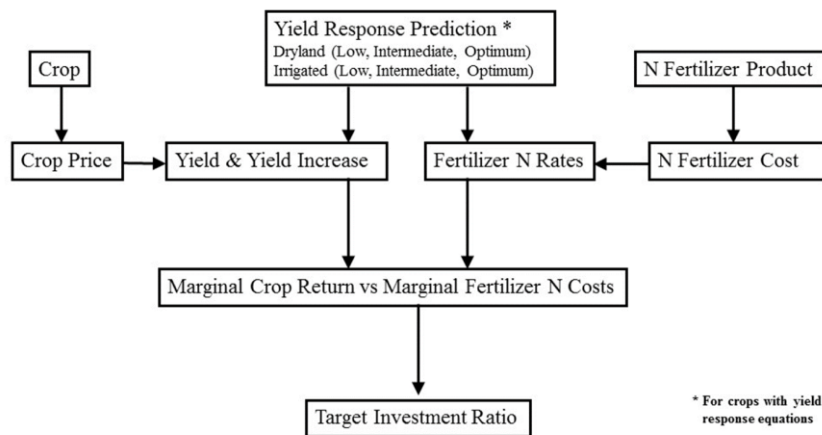 Yield Response Prediction *
Dryland (Low, Intermediate, Optimum)
Irrigated (Low, Intermediate, Optimum)
Crop
N Fertilizer Product
Crop Price
Yield & Yield Increase
Fertilizer N Rates
N Fertilizer Cost
Marginal Crop Return vs Marginal Fertilizer N Costs
Target Investment Ratio
* For crops with yield
response equations